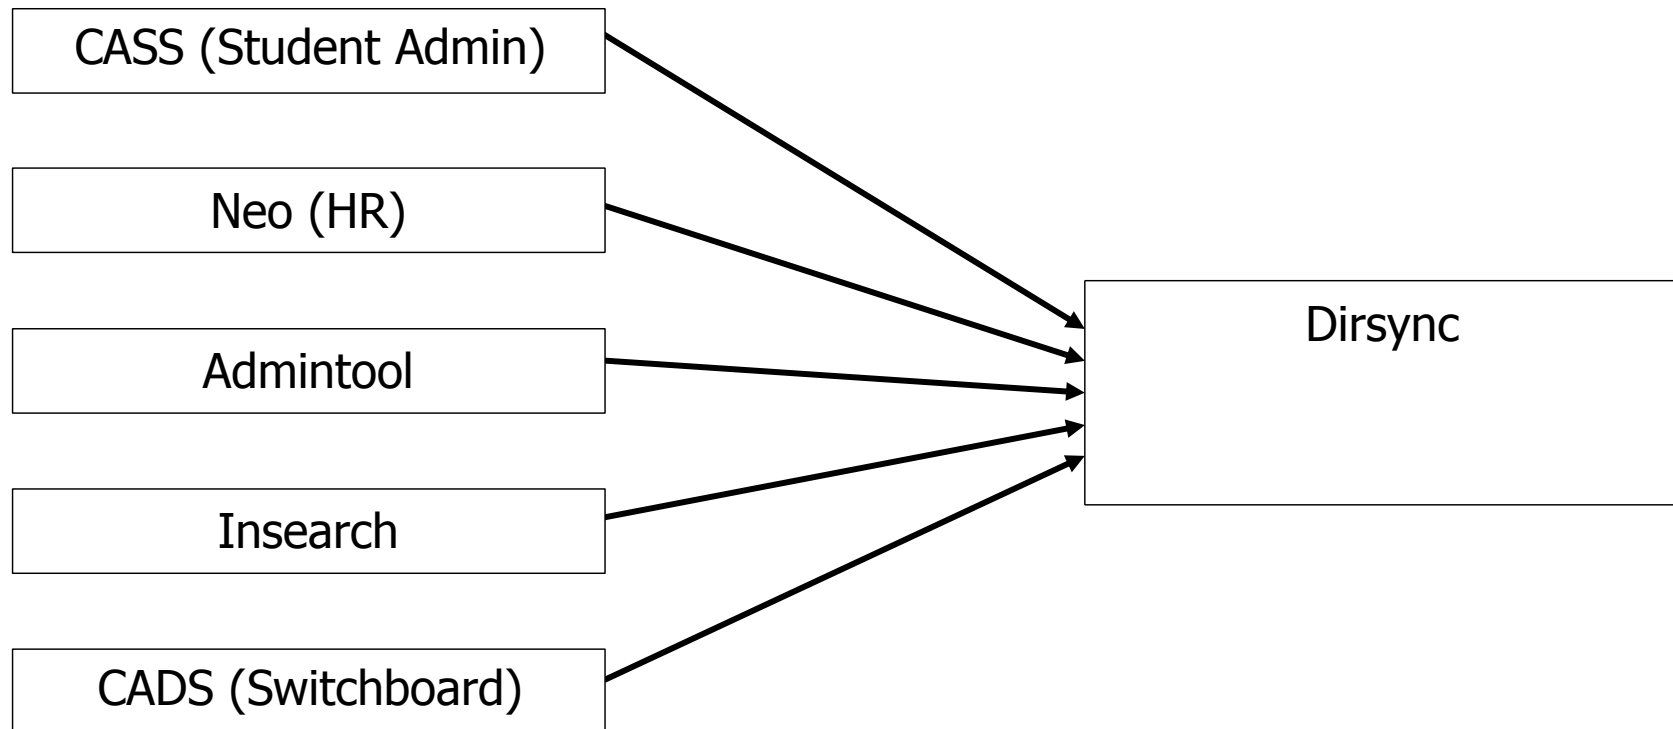 CASS (Student Admin)
Neo (HR)
Admintool
Insearch
CADS (Switchboard)
Dirsync